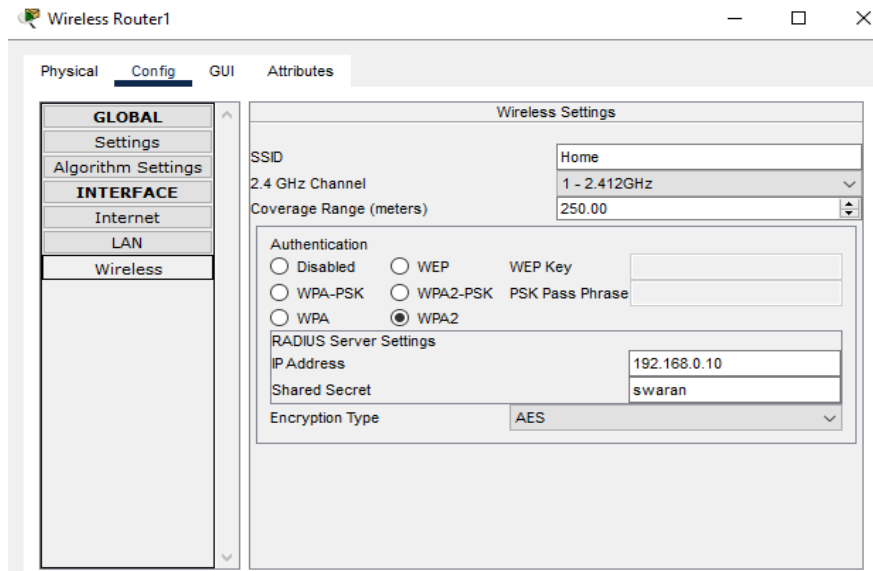 Wireless Router1
Physical Config GUI Attributes
GLOBAL
Settings
Algorithm Settings
INTERFACE
Internet
LAN
Wireless
Wireless Settings
SSID Home
2.4 GHz Channel 1 - 2.412GHz
Coverage Range (meters) 250.00
Authentication
Disabled WEP WEP Key
WPA-PSK WPA2-PSK PSK Pass Phrase
WPA WPA2
RADIUS Server Settings
IP Address 192.168.0.10
Shared Secret swaran
Encryption Type AES